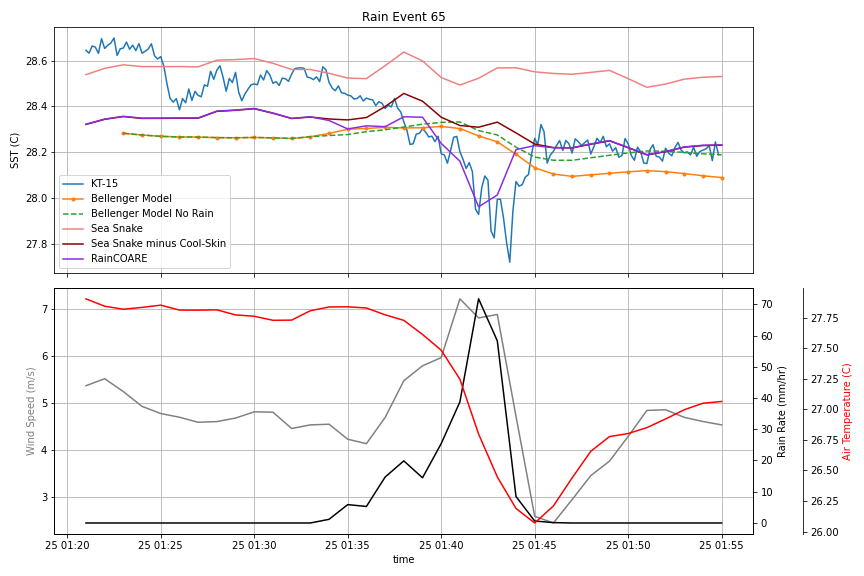 Rain Event 65
SST (C)
28.6
28.4
28.2
28.0
27.8
KT-15
Bellenger Model
Bellenger Model No Rain
Sea Snake
Sea Snake minus Cool-Skin
RainCOARE
Wind Speed (m/s)
7
6
5
4
3
70
60
50
40
30
20
10
0
Rain Rate (mm/hr)
27.75
27.50
27.25
27.00
26.75
26.50
26.25
26.00
Air Temperature (C)
25 01:20 25 01:25 25 01:30 25 01:35 25 01:40 25 01:45 25 01:50 25 01:55
time